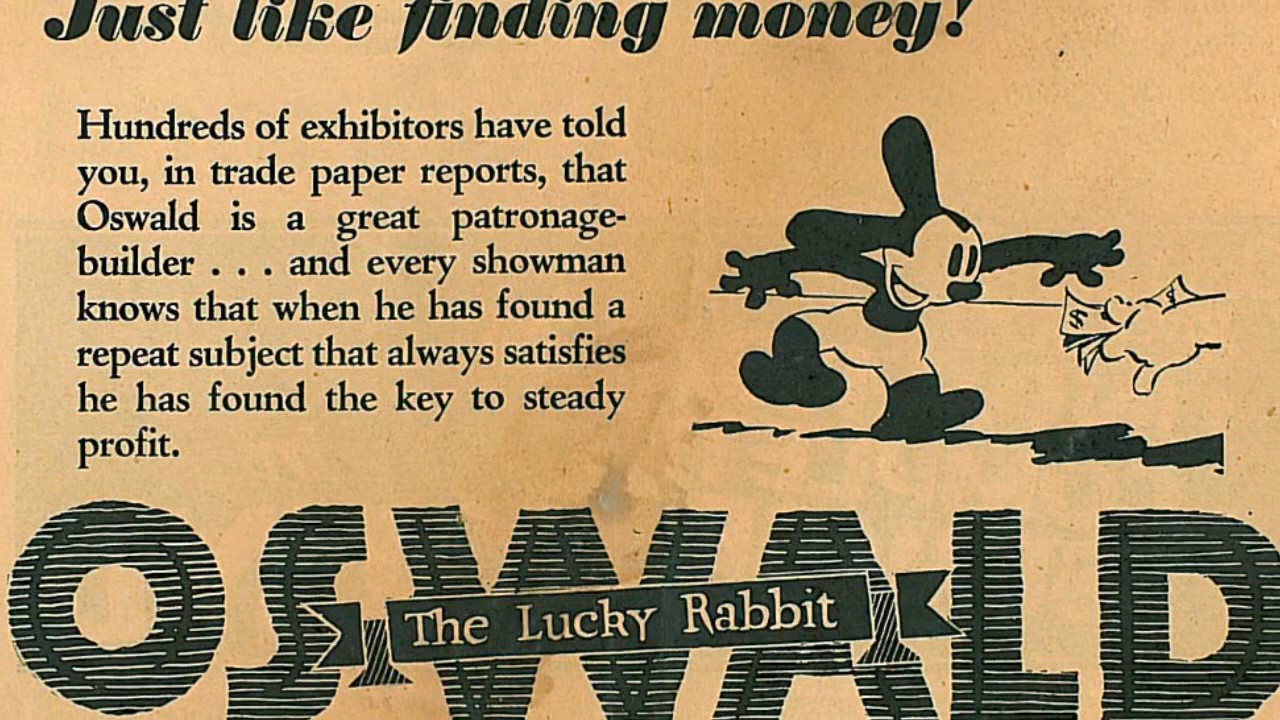 Just like finding money!
Hundreds of exhibitors have told
you, in trade paper reports, that
Oswald is a great patronage-
builder . . . and every showman
knows that when he has found a
repeat subject that always satisfies
he has found the key to steady
profit.
$
$
OSWALD
The Lucky Rabbit